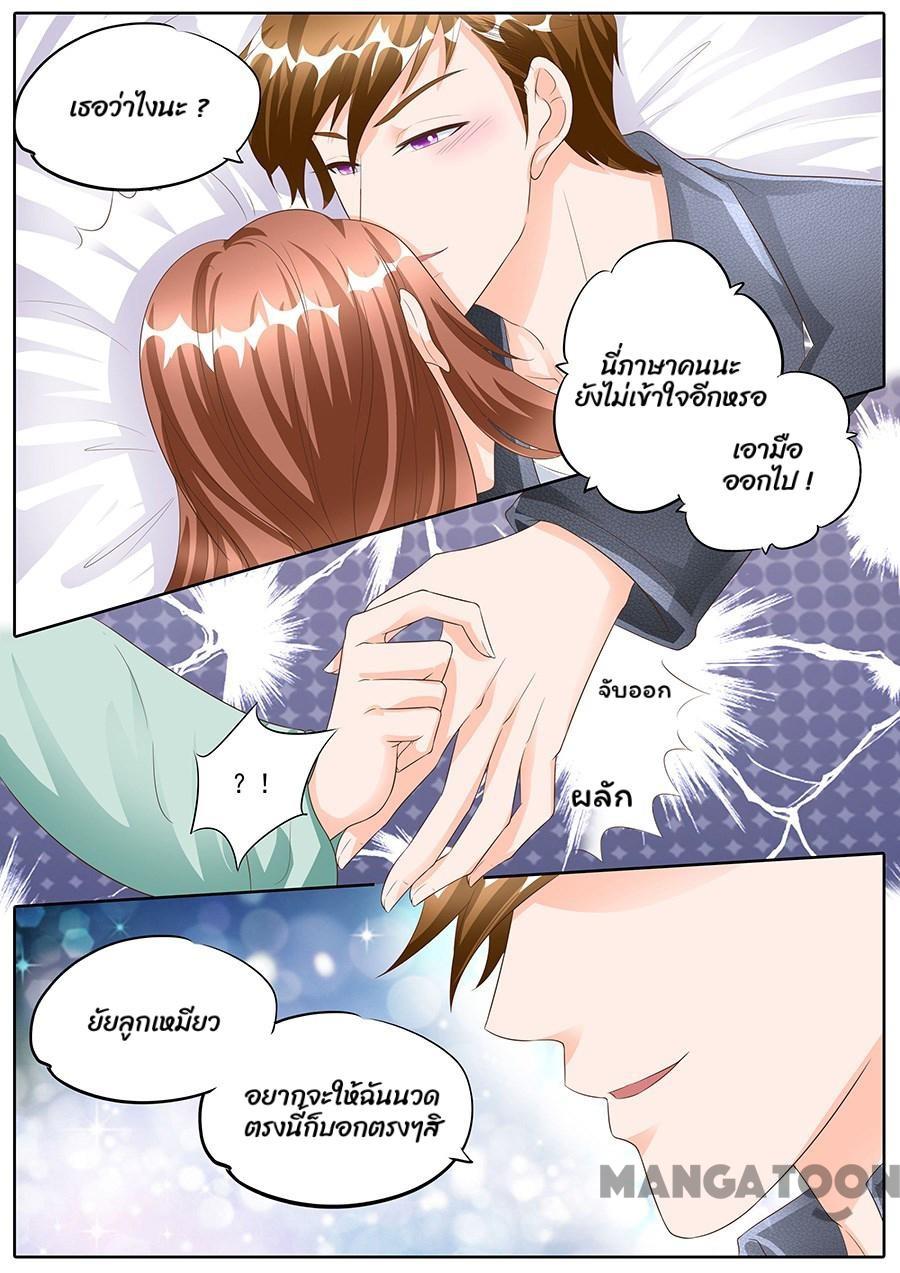 เธอว่าไงนะ ?
นี่ภาษาคนนะ
ยังไม่เข้าใจอีกหรอ
เอามือ
ออกไป !
จับออก
? !
ผลัก
ยัยลูกเหมียว
อยากจะให้ฉันนวด
ตรงนี้ก็บอกตรงๆสิ
MANGATOON